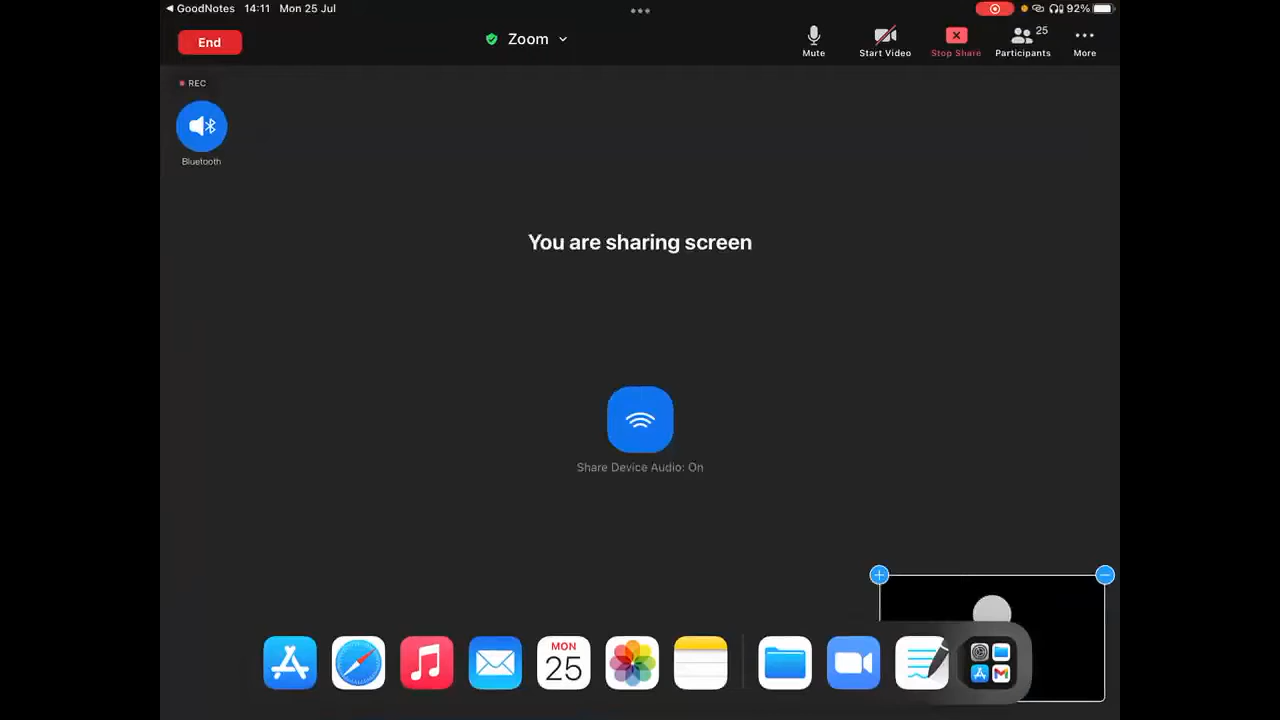 ◀ GoodNotes 14:11 Mon 25 Jul
92%
End
Zoom
Mute
Start Video
Stop Share
Participants
25
More
REC
Bluetooth
You are sharing screen
Share Device Audio: On
MON
25